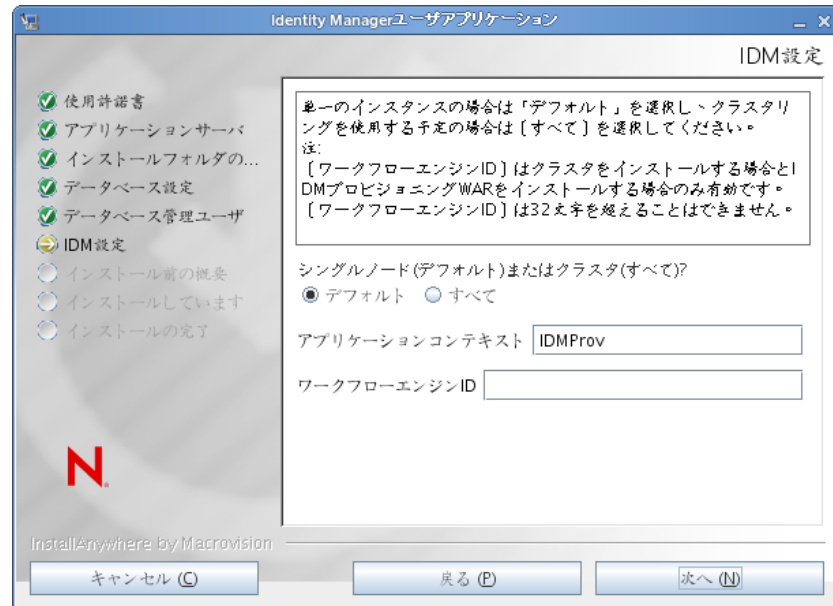 Identity Managerユーザアプリケーション
IDM設定
使用許諾書
アプリケーションサーバ
インストールフォルダの...
データベース設定
データベース管理ユーザ
IDM設定
インストール前の概要
インストールしています
インストールの完了
単一のインスタンスの場合は「デフォルト」を選択し、クラスタリ
ングを使用する予定の場合は［すべて］を選択してください。
注:
［ワークフローエンジンID］はクラスタをインストールする場合とI
DMプロビジョニングWARをインストールする場合のみ有効です。
［ワークフローエンジンID］は32文字を超えることはできません。
シングルノード(デフォルト)またはクラスタ(すべて)?
デフォルト すべて
アプリケーションコンテキスト IDMProv
ワークフローエンジンID
N
InstallAnywhere by Macrovision
キャンセル (C) 戻る (P) 次へ (N)